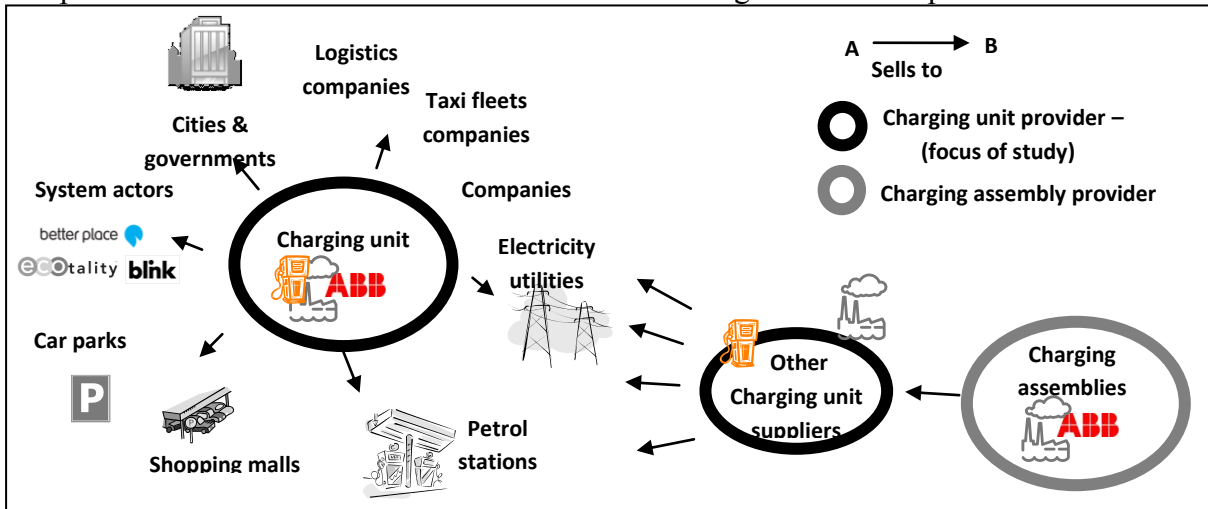 Logistics
companies
Taxi fleets
companies
Cities &
governments
System actors
better place
ecotality blink
Charging unit
ABB
Companies
Electricity
utilities
Car parks
P
Shopping malls
Petrol
stations
A B
Sells to
Charging unit provider –
(focus of study)
Charging assembly provider
Other
Charging unit
suppliers
Charging
assemblies
ABB